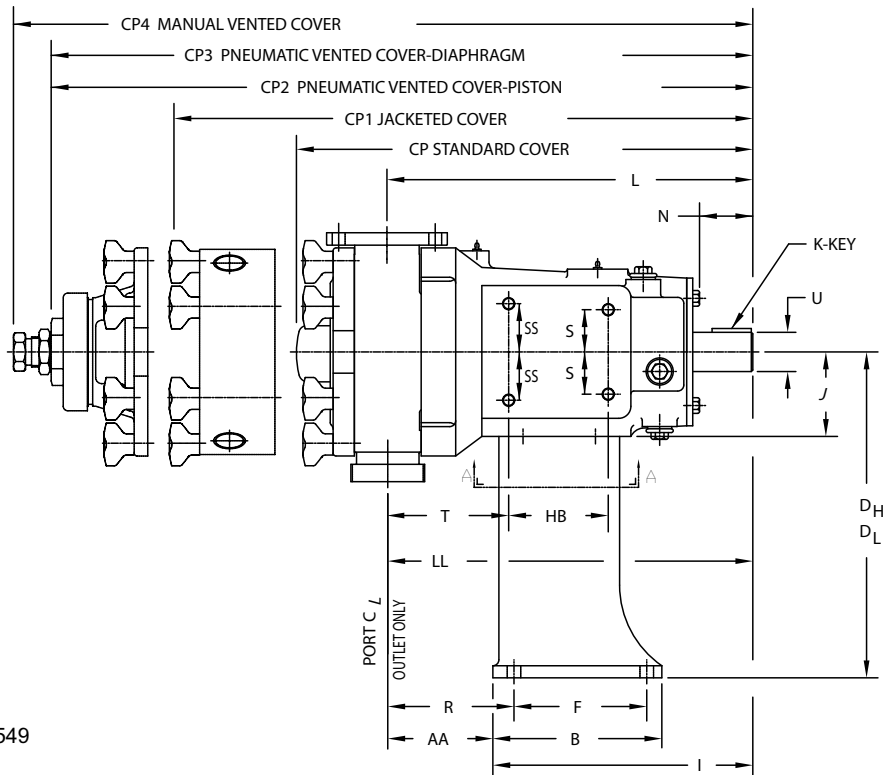 CP4 MANUAL VENTED COVER
CP3 PNEUMATIC VENTED COVER-DIAPHRAGM
CP2 PNEUMATIC VENTED COVER-PISTON
CP1 JACKETED COVER
CP STANDARD COVER
L
N
K-KEY
U
SS
S
SS
S
J
A
A
T
HB
DH
DL
LL
PORT CL
OUTLET ONLY
R
F
AA
B
I
549